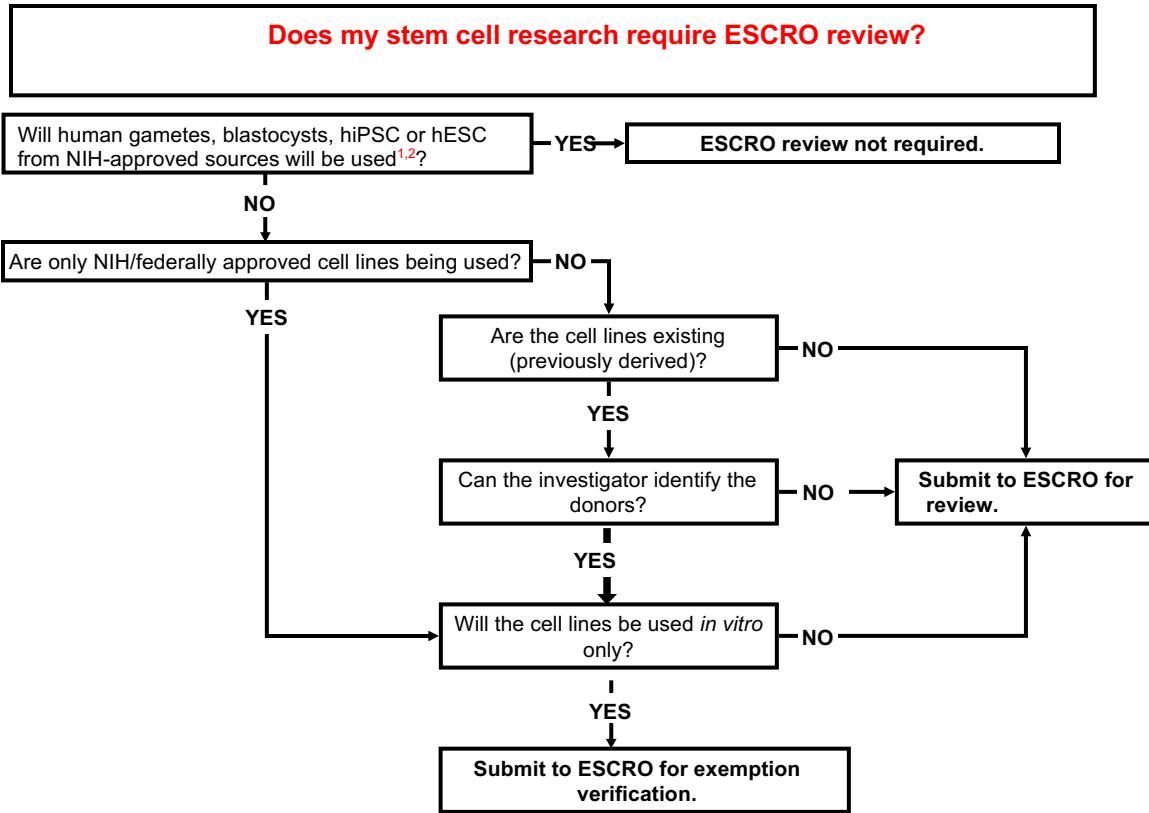 Does my stem cell research require ESCRO review?
Will human gametes, blastocysts, hiPSC or hESC
from NIH-approved sources will be used1,2?
YES
ESCRO review not required.
NO
Are only NIH/federally approved cell lines being used?
NO
YES
Are the cell lines existing
(previously derived)?
NO
YES
Can the investigator identify the
donors?
NO
Submit to ESCRO for
review.
YES
Will the cell lines be used in vitro
only?
NO
YES
Submit to ESCRO for exemption
verification.